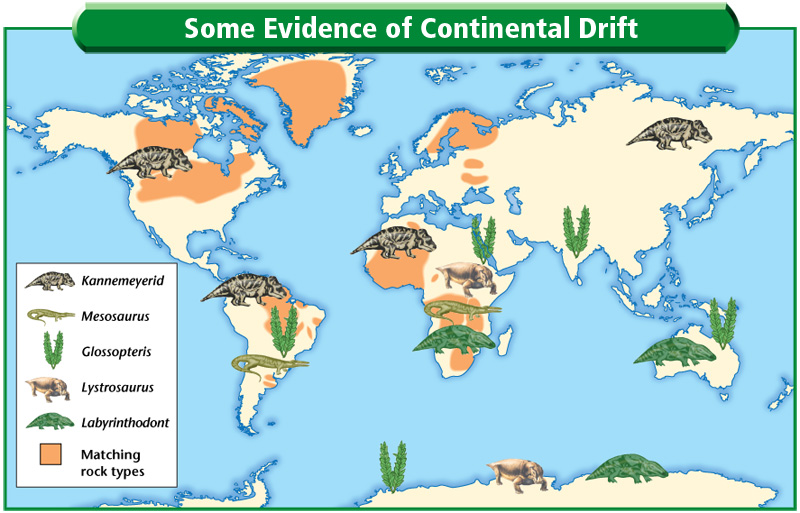 Some Evidence of Continental Drift
Kannemeyerid
Mesosaurus
Glossopteris
Lystrosaurus
Labyrinthodont
Matching
rock types